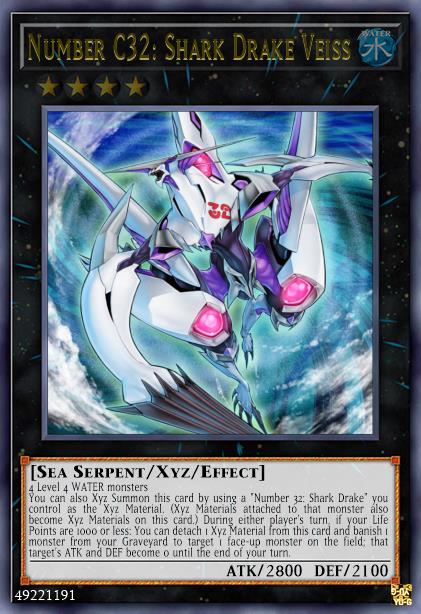 NUMBER C32: SHARK DRAKE VEISS
WATER
水
32
[SEA SERPENT/XYZ/EFFECT]
4 Level 4 WATER monsters
You can also Xyz Summon this card by using a "Number 32: Shark Drake" you
control as the Xyz Material. (Xyz Materials attached to that monster also
become Xyz Materials on this card.) During either player's turn, if your Life
Points are 1000 or less: You can detach 1 Xyz Material from this card and banish 1
monster from your Graveyard to target 1 face-up monster on the field; that
target's ATK and DEF become 0 until the end of your turn.
ATK/2800 DEF/2100
49221191